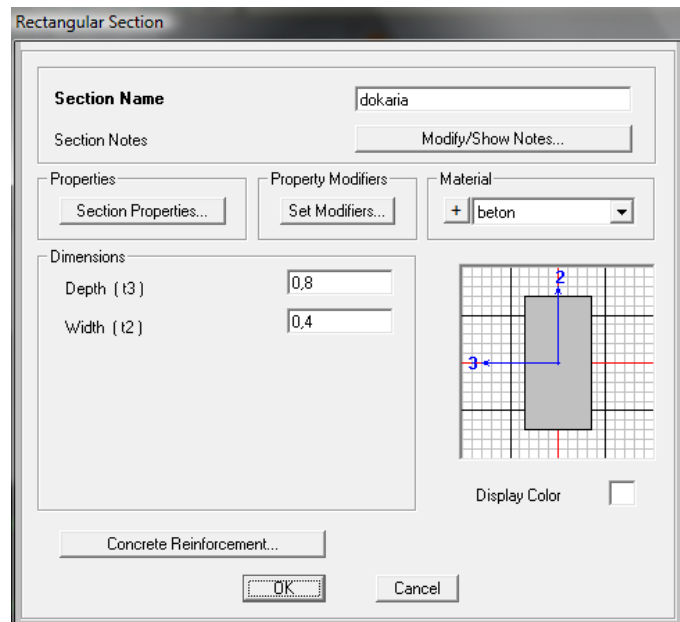 Rectangular Section
Section Name dokaria
Section Notes Modify/Show Notes...
Properties Property Modifiers Material
Section Properties... Set Modifiers... + beton
Dimensions
Depth ( t3 ) 0,8
Width ( t2 ) 0,4
2
3
Display Color
Concrete Reinforcement...
OK Cancel